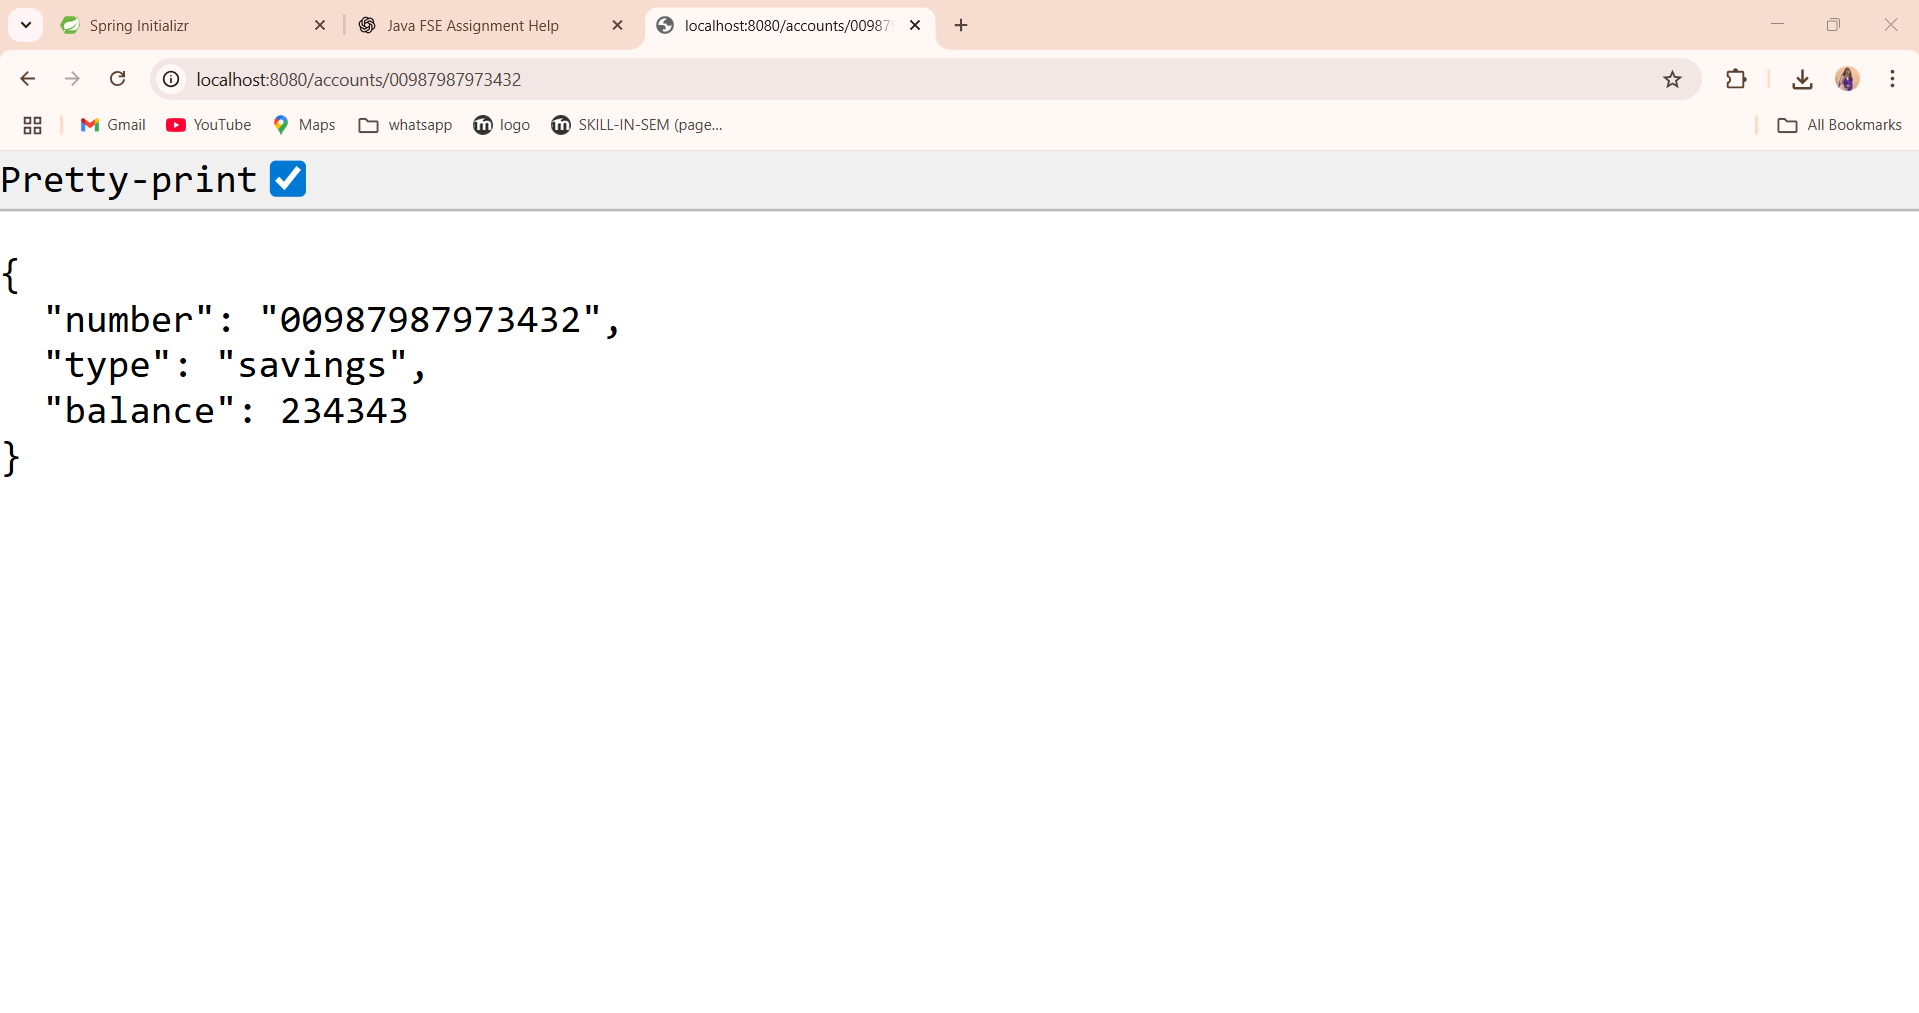 Spring Initializr
Java FSE Assignment Help
localhost:8080/accounts/00987
localhost:8080/accounts/00987987973432
Gmail
YouTube
Maps
whatsapp
logo
SKILL-IN-SEM (page...
All Bookmarks
Pretty-print
{
"number": "00987987973432",
"type": "savings",
"balance": 234343
}